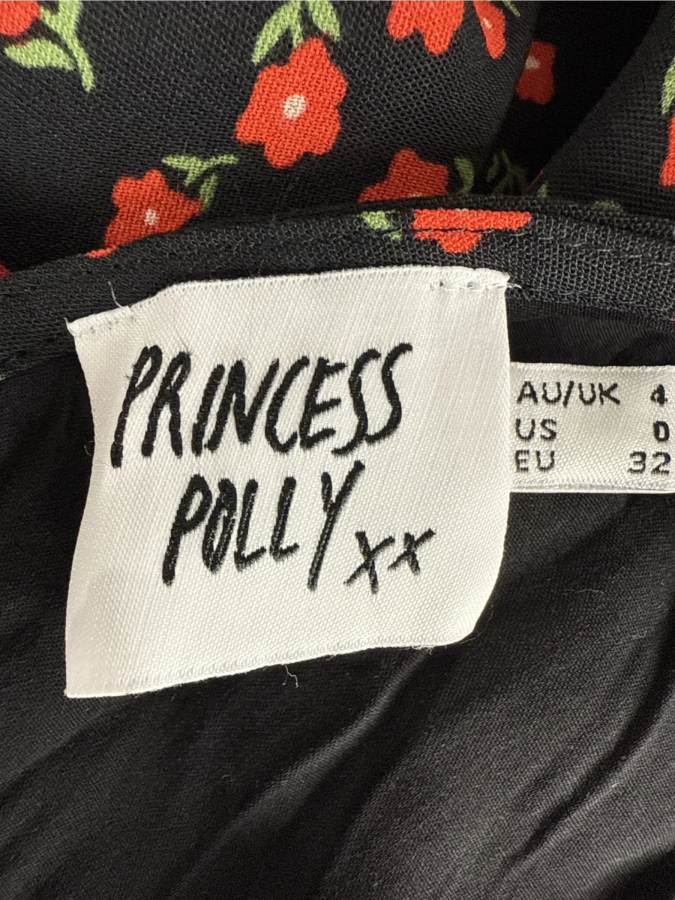 PRINCESS
POLLY xx
AU/UK 4
US 0
EU 32